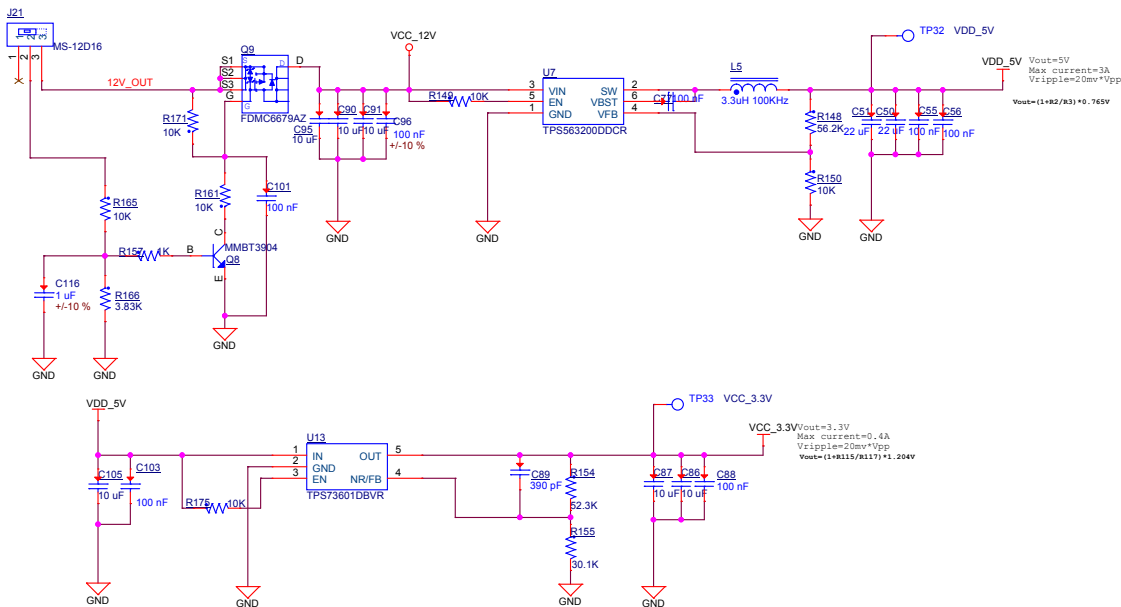 J21
MS-12D16
1
2
3
12V_OUT
R171
10K
Q9
S1
S2
S3
G
S
D
G
D
FDMC6679AZ
VCC_12V
C95
10 uF
C90
10 uF
C91
10 uF
C96
100 nF
+/-10 %
GND
R149
10K
U7
3 VIN SW 2
5 EN VBST 6
1 GND VFB 4
TPS563200DDCR
GND
100 nF
L5
3.3uH 100KHz
R148
56.2K
R150
10K
GND
TP32 VDD_5V
C51
22 uF
C50
22 uF
C55
100 nF
C56
100 nF
GND
VDD_5V
Vout=5V
Max current=3A
Vripple=20mv*Vpp
Vout=(1+R2/R3)*0.765V
R165
10K
R157 1K
B
C
E
MMBT3904
Q8
R161
10K
C101
100 nF
GND
C116
1 uF
+/-10 %
GND
R166
3.83K
GND
VDD_5V
C105
10 uF
C103
100 nF
GND
R175
10K
U13
1 IN OUT 5
2 GND
3 EN NR/FB 4
TPS73601DBVR
GND
C89
390 pF
R154
52.3K
R155
30.1K
GND
TP33 VCC_3.3V
C87
10 uF
C86
10 uF
C88
100 nF
GND
VCC_3.3V
Vout=3.3V
Max current=0.4A
Vripple=20mv*Vpp
Vout=(1+R115/R117)*1.204V